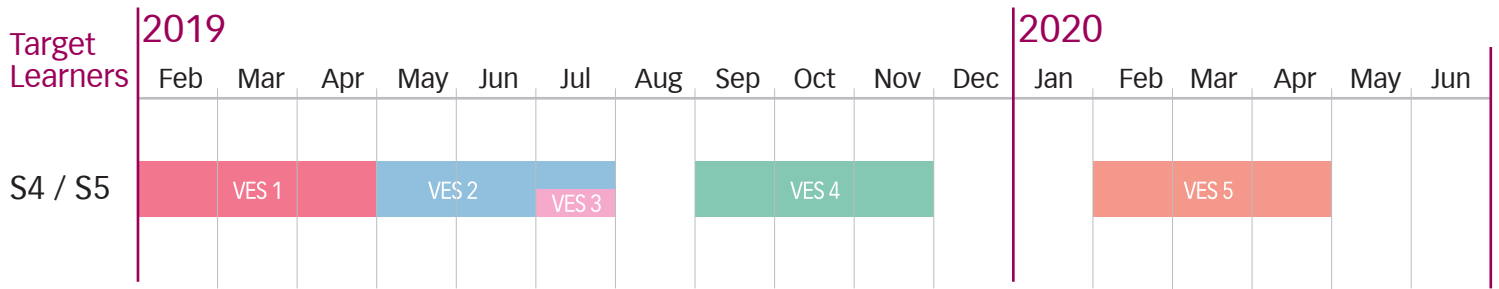 2019 2020
Target
Learners
Feb Mar Apr May Jun Jul Aug Sep Oct Nov Dec Jan Feb Mar Apr May Jun
S4 / S5
VES 1 VES 2 VES 4 VES 5
VES 3